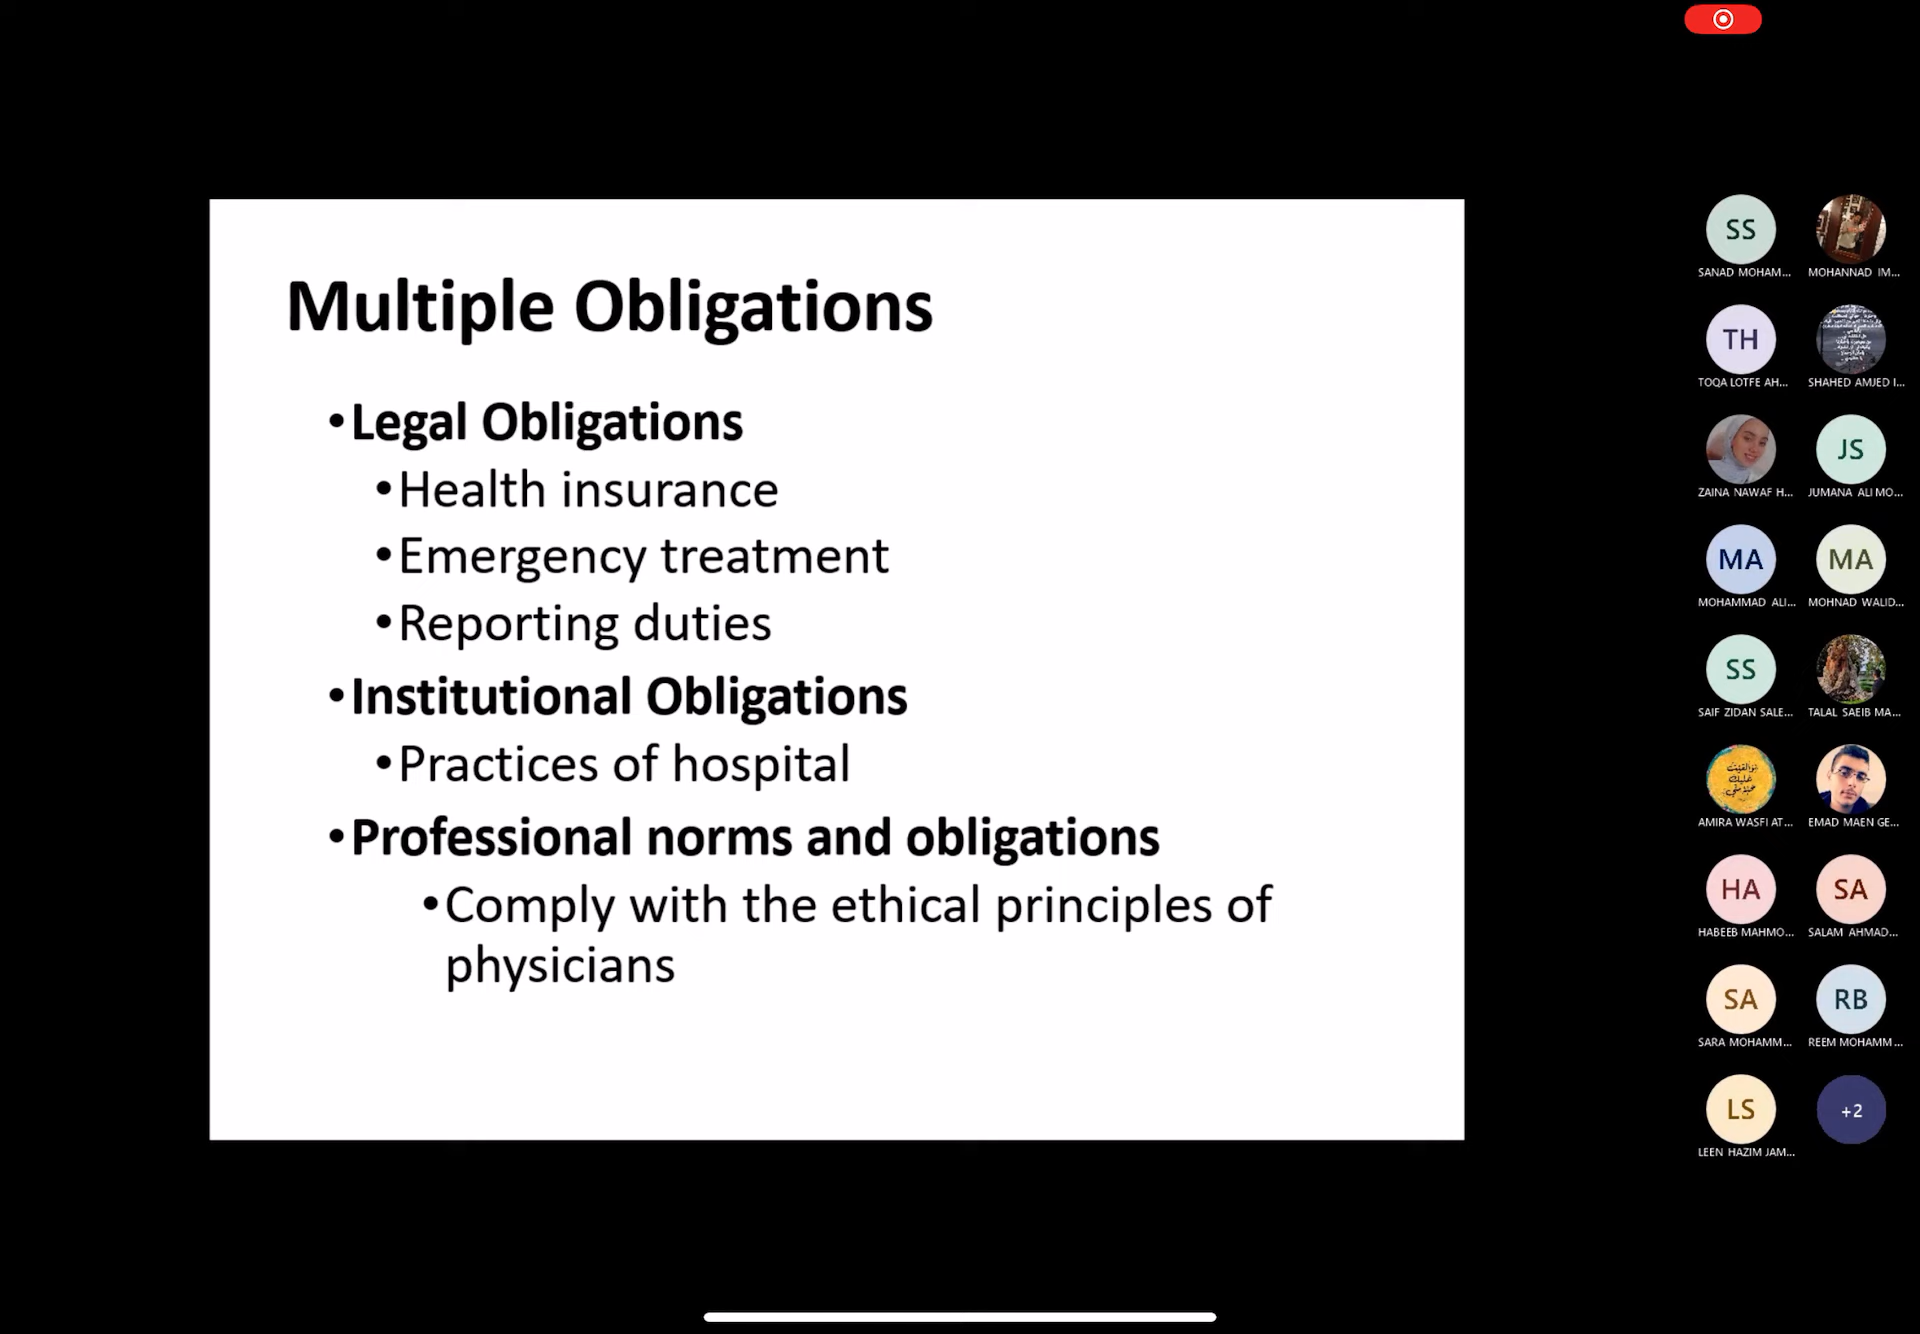 Multiple Obligations
•Legal Obligations
•Health insurance
•Emergency treatment
•Reporting duties
•Institutional Obligations
•Practices of hospital
•Professional norms and obligations
•Comply with the ethical principles of
physicians
SS
SANAD MOHAM...
MOHANNAD IM...
TH
TOQA LOTFE AH...
SHAHED AMJED I...
ZAINA NAWAF H...
JS
JUMANA ALI MO...
MA
MOHAMMAD ALI...
MA
MOHNAD WALID...
SS
SAIF ZIDAN SALE...
TALAL SAEIB MA...
AMIRA WASFI AT...
EMAD MAEN GE...
HA
HABEEB MAHMO...
SA
SALAM AHMAD...
SA
SARA MOHAMM...
RB
REEM MOHAMM...
LS
LEEN HAZIM JAM...
+2